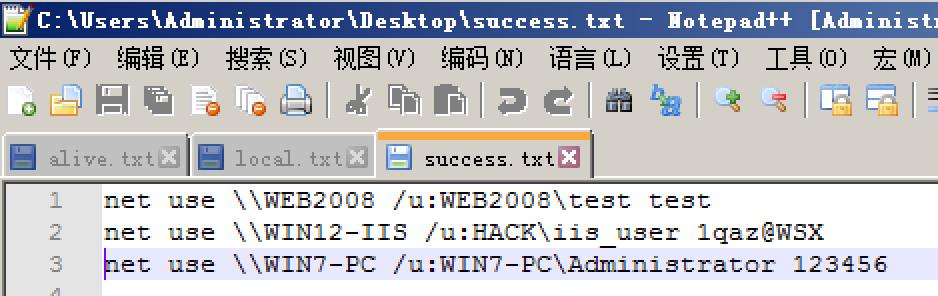 C:\Users\Administrator\Desktop\success.txt - Notepad++ [Administr
文件(F) 编辑(E) 搜索(S) 视图(V) 编码(N) 语言(L) 设置(T) 工具(O) 宏(M)
alive.txt local.txt success.txt
1 net use \\WEB2008 /u:WEB2008\test test
2 net use \\WIN12-IIS /u:HACK\iis_user 1qaz@WSX
3 net use \\WIN7-PC /u:WIN7-PC\Administrator 123456
4